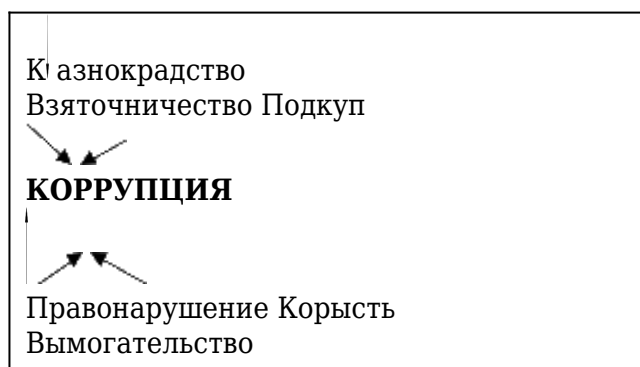 Казнокрадство
Взяточничество Подкуп
КОРРУПЦИЯ
Правонарушение Корысть
Вымогательство